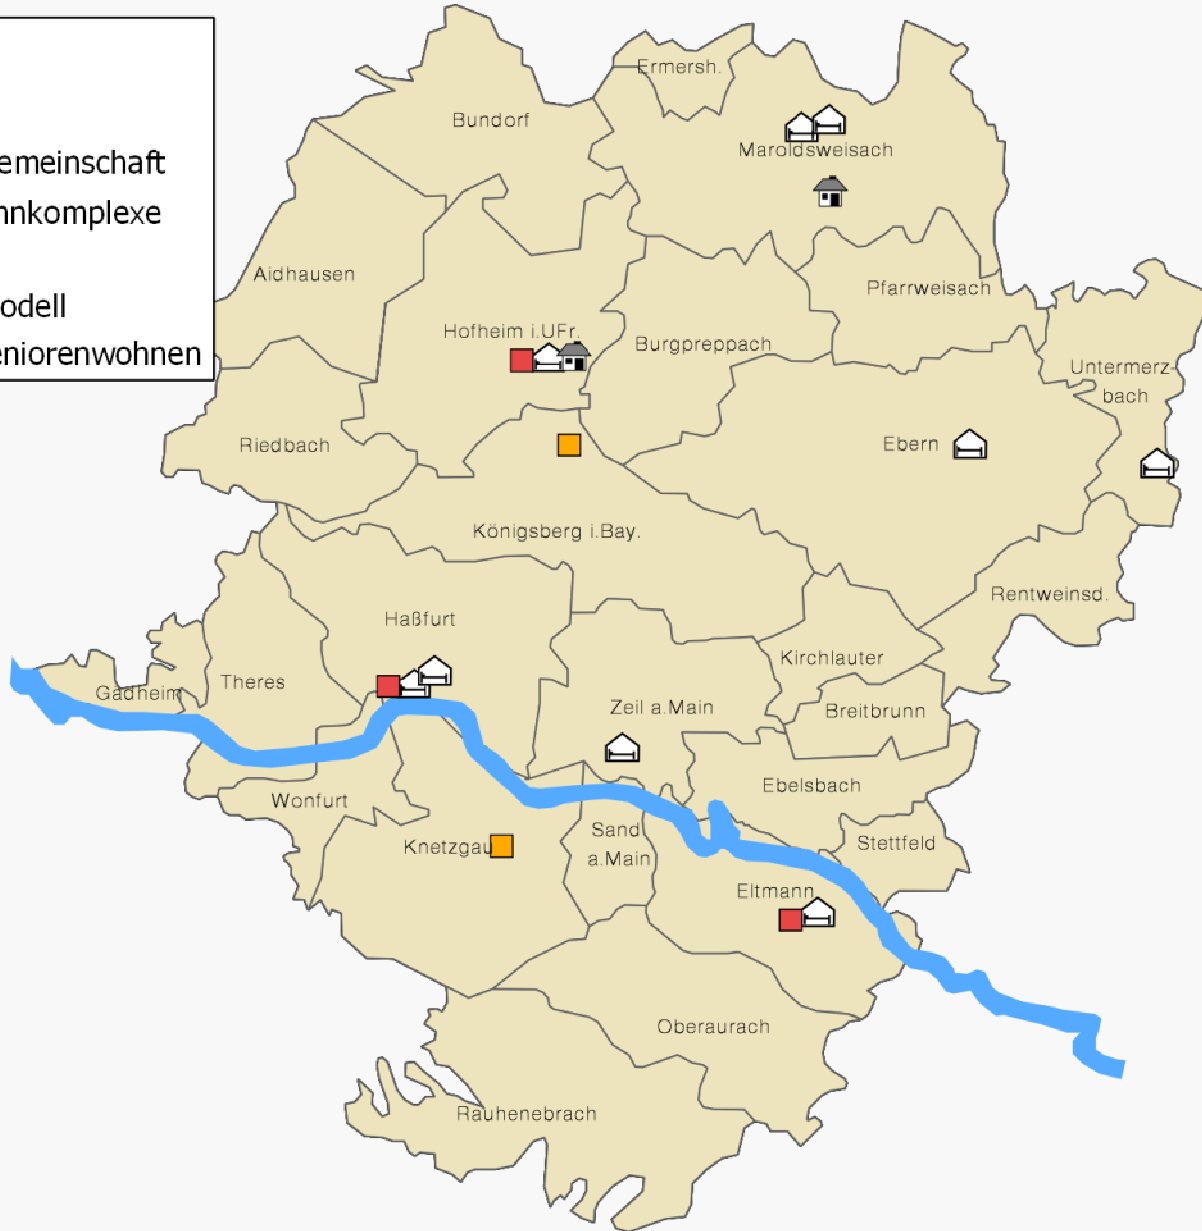 emeinschaft
nnkomplexe
odell
eniorenwohnen
Ermersh.
Bundorf
Maroldsweisach
Aidhausen
Pfarrweisach
Hofheim i.UFr.
Burgpreppach
Untermerz-
bach
Riedbach
Ebern
Königsberg i.Bay.
Rentweinsd.
Haßfurt
Kirchlauter
Theres
Gädheim
Zeil a.Main
Breitbrunn
Ebelsbach
Wonfurt
Sand
a.Main
Stettfeld
Knetzgau
Eltmann
Oberaurach
Rauhenebrach